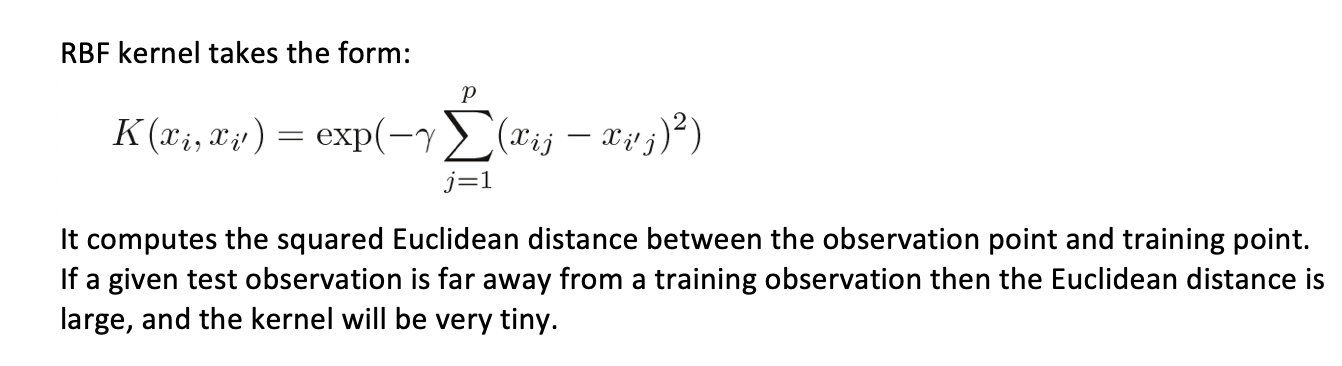 RBF kernel takes the form:
K(x_i, x_{i'}) = exp(−γ ∑_{j=1}^{p} (x_{ij} − x_{i'j})²)
It computes the squared Euclidean distance between the observation point and training point.
If a given test observation is far away from a training observation then the Euclidean distance is
large, and the kernel will be very tiny.